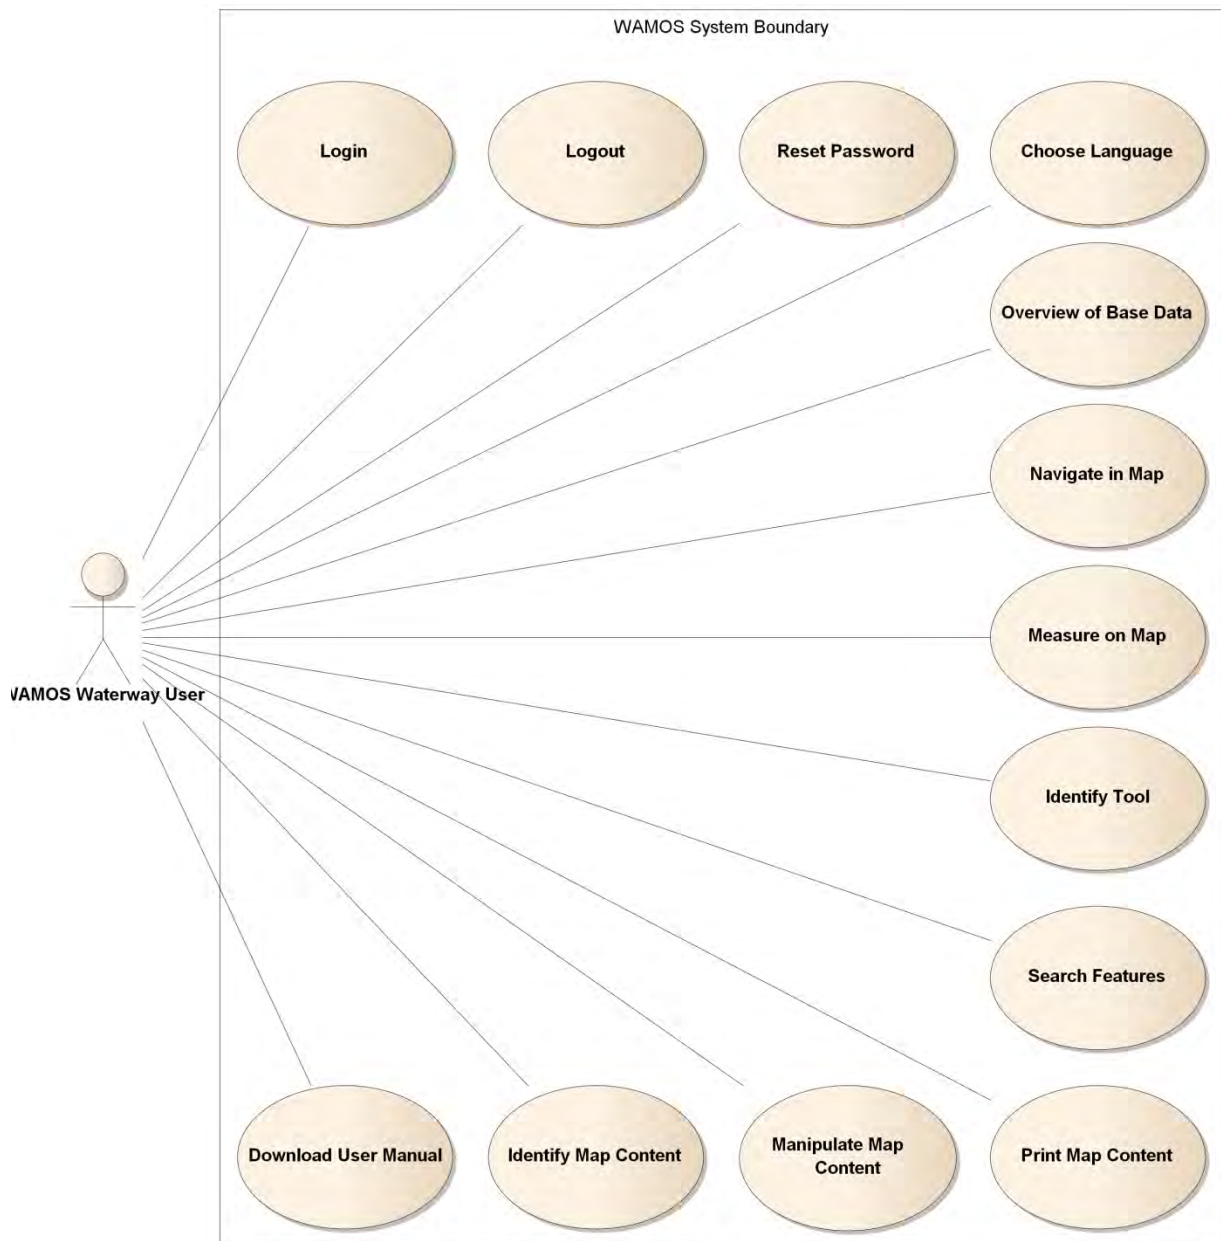 WAMOS System Boundary
Login
Logout
Reset Password
Choose Language
Overview of Base Data
Navigate in Map
Measure on Map
WAMOS Waterway User
Identify Tool
Search Features
Download User Manual
Identify Map Content
Manipulate Map
Content
Print Map Content